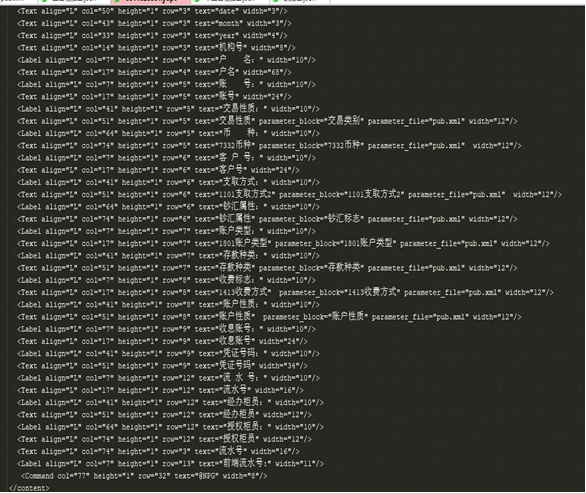 <Text align="L" col="50" height="1" row="3" text="date" width="3"/>
<Text align="L" col="43" height="1" row="3" text="month" width="3"/>
<Text align="L" col="33" height="1" row="3" text="year" width="4"/>
<Text align="L" col="14" height="1" row="3" text="机构号" width="8"/>
<Label align="L" col="7" height="1" row="4" text="户    名: " width="10"/>
<Text align="L" col="17" height="1" row="4" text="户名" width="68"/>
<Label align="L" col="7" height="1" row="5" text="账    号: " width="10"/>
<Text align="L" col="17" height="1" row="5" text="账号" width="24"/>
<Label align="L" col="41" height="1" row="5" text="交易性质: " width="10"/>
<Text align="L" col="51" height="1" row="5" text="交易性质" parameter_block="交易类别" parameter_file="pub.xml" width="12"/>
<Label align="L" col="64" height="1" row="5" text="币    种: " width="10"/>
<Text align="L" col="74" height="1" row="5" text="7332币种" parameter_block="7332币种" parameter_file="pub.xml"  width="12"/>
<Label align="L" col="7" height="1" row="6" text="客 户 号: " width="10"/>
<Text align="L" col="17" height="1" row="6" text="客户号" width="24"/>
<Label align="L" col="41" height="1" row="6" text="支取方式: " width="10"/>
<Text align="L" col="51" height="1" row="6" text="1101支取方式2" parameter_block="1101支取方式2" parameter_file="pub.xml"  width="12"/>
<Label align="L" col="64" height="1" row="6" text="钞汇属性: " width="10"/>
<Text align="L" col="74" height="1" row="6" text="钞汇属性" parameter_block="钞汇标志" parameter_file="pub.xml" width="12"/>
<Label align="L" col="7" height="1" row="7" text="账户类型: " width="10"/>
<Text align="L" col="17" height="1" row="7" text="1801账户类型" parameter_block="1801账户类型" parameter_file="pub.xml" width="12"/>
<Label align="L" col="41" height="1" row="7" text="存款种类: " width="10"/>
<Text align="L" col="51" height="1" row="7" text="存款种类" parameter_block="存款种类" parameter_file="pub.xml" width="12"/>
<Label align="L" col="7" height="1" row="8" text="收费标志: " width="10"/>
<Text align="L" col="17" height="1" row="8" text="1413收费方式"  parameter_block="1413收费方式" parameter_file="pub.xml" width="12"/>
<Label align="L" col="41" height="1" row="8" text="账户性质: " width="10"/>
<Text align="L" col="51" height="1" row="8" text="账户性质"  parameter_block="账户性质" parameter_file="pub.xml" width="12"/>
<Label align="L" col="7" height="1" row="9" text="收息账号: " width="10"/>
<Text align="L" col="17" height="1" row="9" text="收息账号" width="24"/>
<Label align="L" col="41" height="1" row="9" text="凭证号码: " width="10"/>
<Text align="L" col="51" height="1" row="9" text="凭证号码" width="34"/>
<Label align="L" col="7" height="1" row="12" text="流 水 号: " width="10"/>
<Text align="L" col="17" height="1" row="12" text="流水号" width="16"/>
<Label align="L" col="41" height="1" row="12" text="经办柜员: " width="10"/>
<Text align="L" col="51" height="1" row="12" text="经办柜员" width="12"/>
<Label align="L" col="64" height="1" row="12" text="授权柜员: " width="10"/>
<Text align="L" col="74" height="1" row="12" text="授权柜员" width="12"/>
<Text align="L" col="74" height="1" row="3" text="流水号" width="16"/>
<Label align="L" col="7" height="1" row="13" text="前端流水号:" width="11"/>
<Command col="77" height="1" row="32" text="@NPG" width="8"/>
</content>